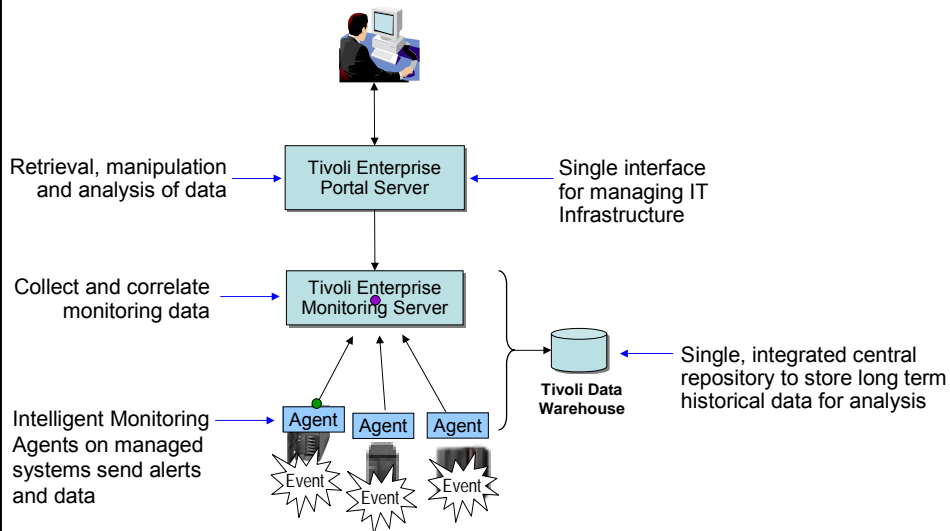 Retrieval, manipulation
and analysis of data
Tivoli Enterprise
Portal Server
Single interface
for managing IT
Infrastructure
Collect and correlate
monitoring data
Tivoli Enterprise
Monitoring Server
Tivoli Data
Warehouse
Single, integrated central
repository to store long term
historical data for analysis
Intelligent Monitoring
Agents on managed
systems send alerts
and data
Agent
Agent
Agent
Event
Event
Event